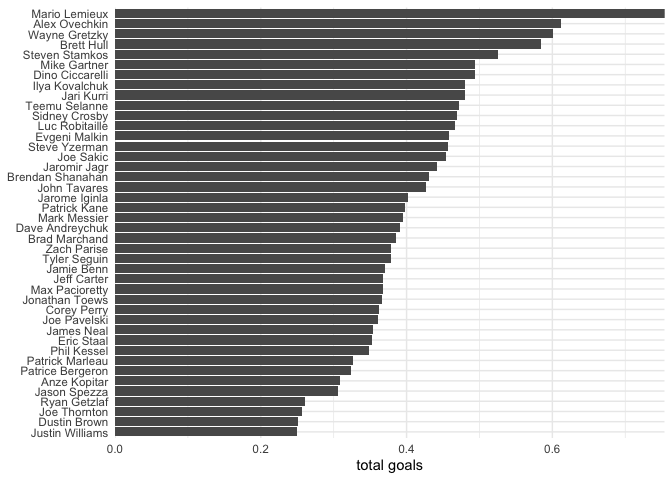 Mario Lemieux
Alex Ovechkin
Wayne Gretzky
Brett Hull
Steven Stamkos
Mike Gartner
Dino Ciccarelli
Ilya Kovalchuk
Jari Kurri
Teemu Selanne
Sidney Crosby
Luc Robitaille
Evgeni Malkin
Steve Yzerman
Joe Sakic
Jaromir Jagr
Brendan Shanahan
John Tavares
Jarome Iginla
Patrick Kane
Mark Messier
Dave Andreychuk
Brad Marchand
Zach Parise
Tyler Seguin
Jamie Benn
Jeff Carter
Max Pacioretty
Jonathan Toews
Corey Perry
Joe Pavelski
James Neal
Eric Staal
Phil Kessel
Patrick Marleau
Patrice Bergeron
Anze Kopitar
Jason Spezza
Ryan Getzlaf
Joe Thornton
Dustin Brown
Justin Williams
0.0 0.2 0.4 0.6
total goals